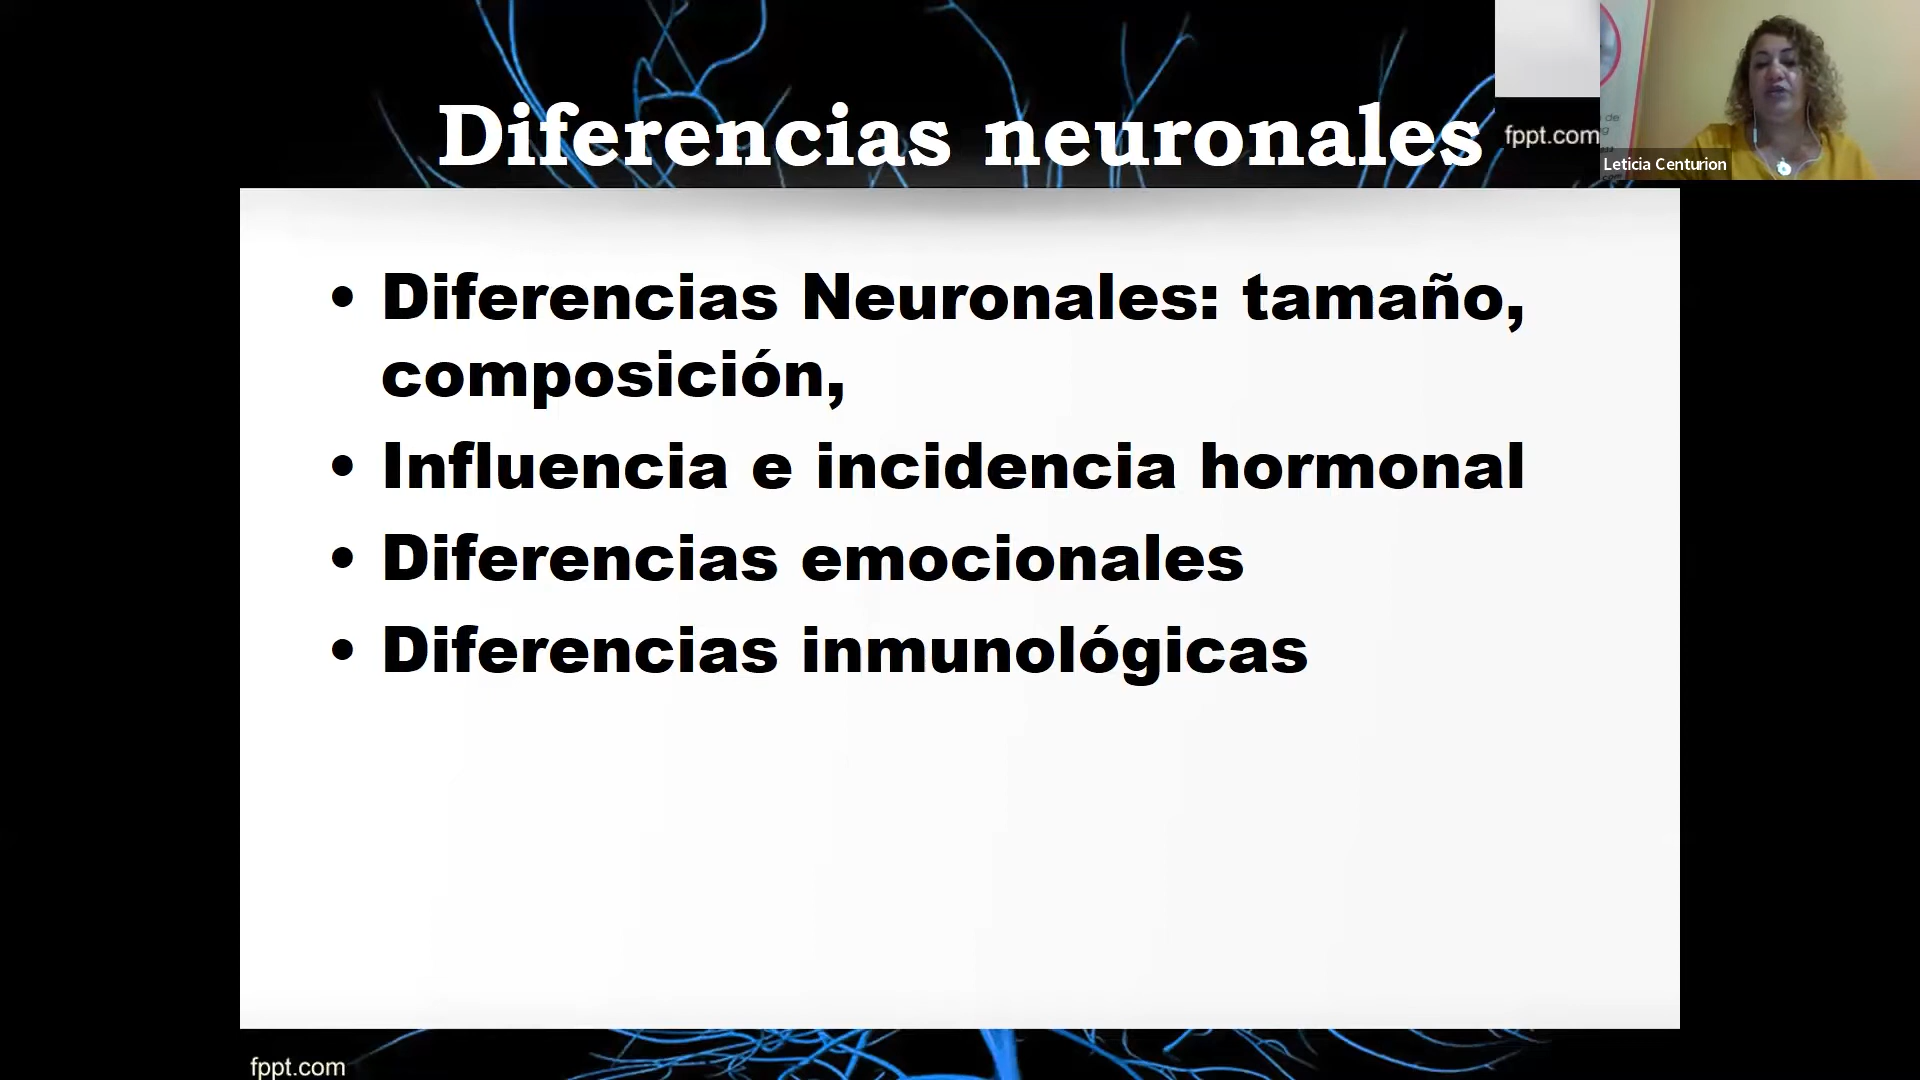 Diferencias neuronales
fppt.com
Leticia Centurion
• Diferencias Neuronales: tamaño,
composición,
• Influencia e incidencia hormonal
• Diferencias emocionales
• Diferencias inmunológicas
fppt.com